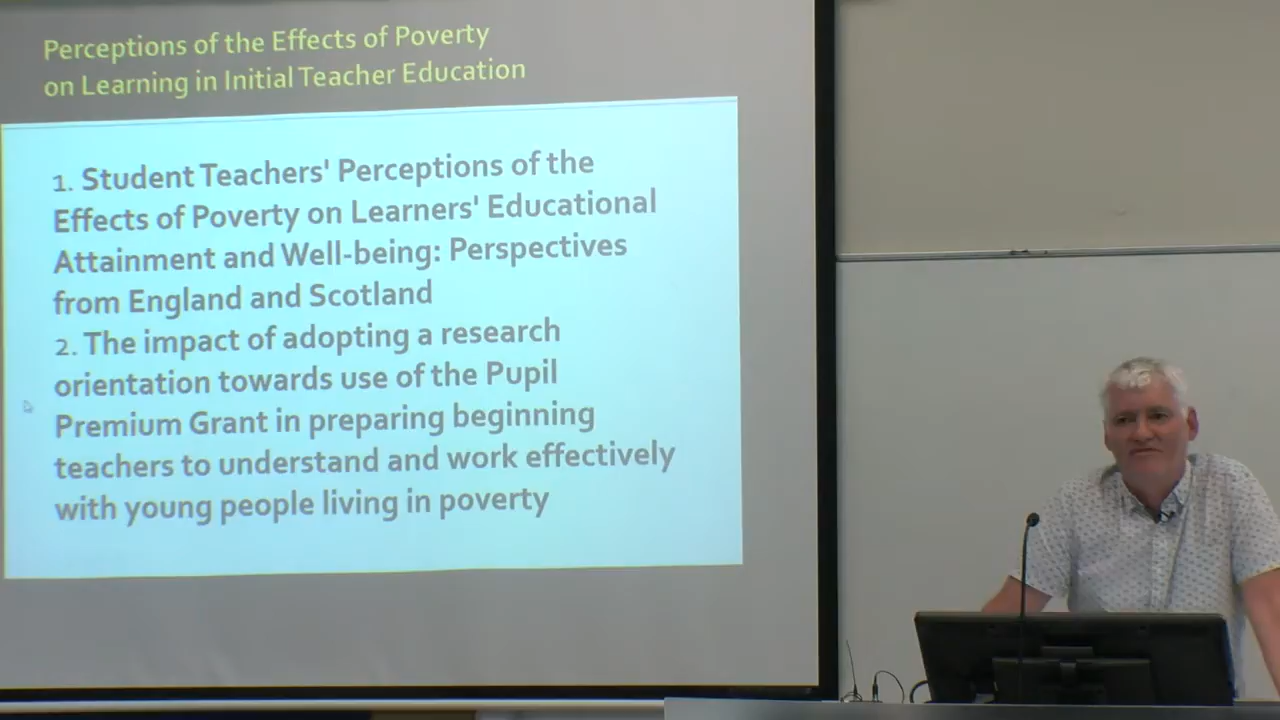 Perceptions of the Effects of Poverty
on Learning in Initial Teacher Education
1. Student Teachers' Perceptions of the
Effects of Poverty on Learners' Educational
Attainment and Well-being: Perspectives
from England and Scotland
2. The impact of adopting a research
orientation towards use of the Pupil
Premium Grant in preparing beginning
teachers to understand and work effectively
with young people living in poverty